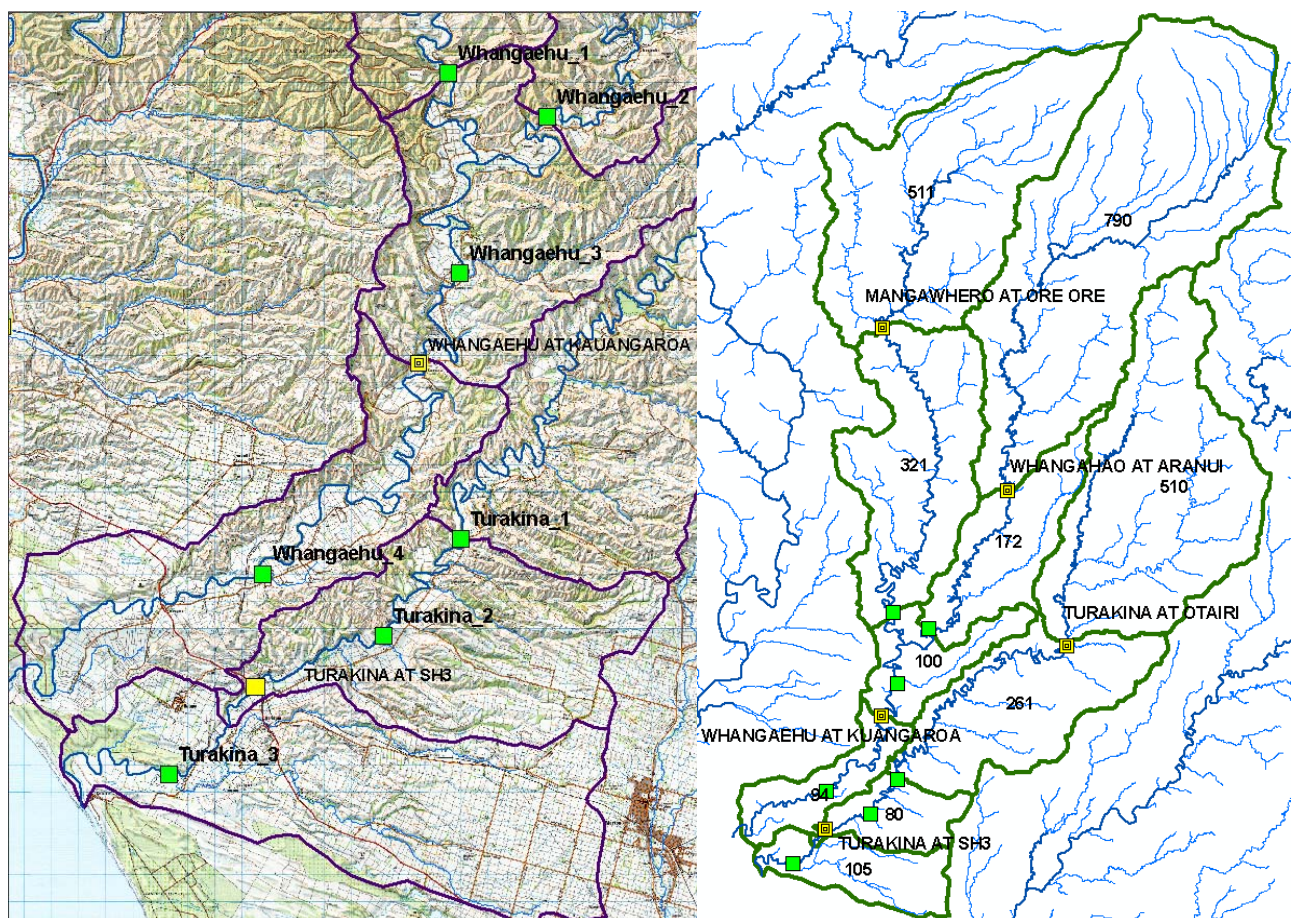 Whangaehu_1
Whangaehu_2
Whangaehu_3
WHANGAEHU AT KAUANGAROA
Turakina_1
Whangaehu_4
Turakina_2
TURAKINA AT SH3
Turakina_3
511
790
MANGAWHERO AT ORE ORE
321
WHANGAHAO AT ARANUI
510
172
TURAKINA AT OTAIRI
100
261
WHANGAEHU AT KUANGAROA
94
80
TURAKINA AT SH3
105